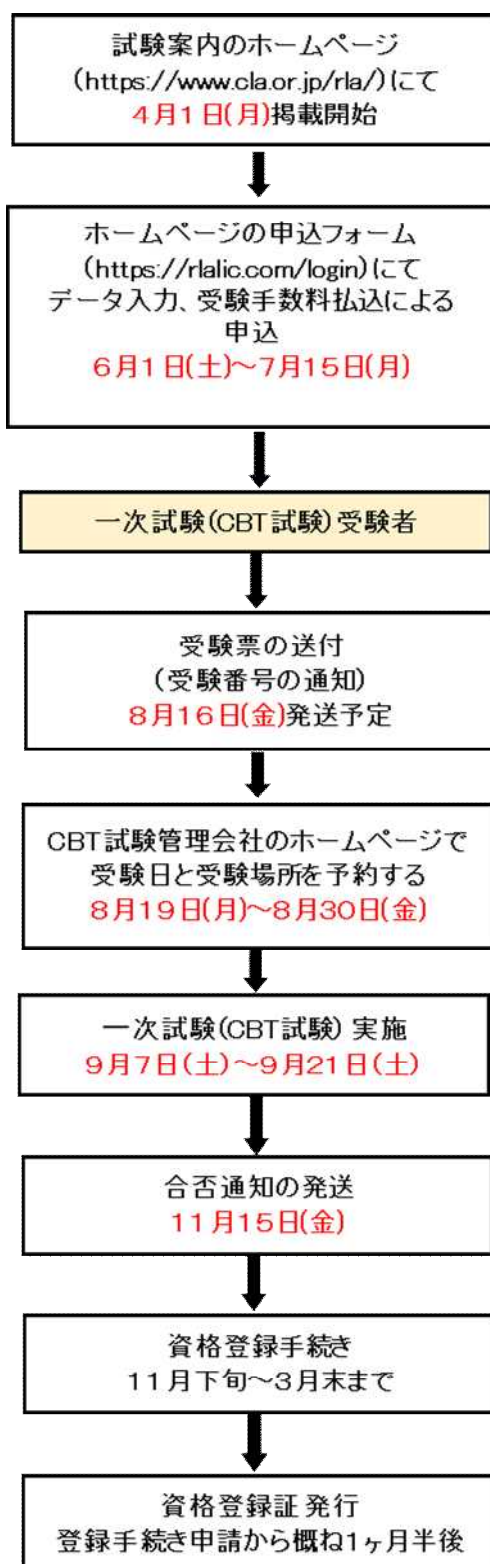 試験案内のホームページ
(https://www.cla.or.jp/rla/)にて
4月1日(月)掲載開始
ホームページの申込フォーム
(https://rlalic.com/login)にて
データ入力、受験手数料払込による
申込
6月1日(土)～7月15日(月)
一次試験(CBT試験)受験者
受験票の送付
(受験番号の通知)
8月16日(金)発送予定
CBT試験管理会社のホームページで
受験日と受験場所を予約する
8月19日(月)～8月30日(金)
一次試験(CBT試験)実施
9月7日(土)～9月21日(土)
合否通知の発送
11月15日(金)
資格登録手続き
11月下旬～3月末まで
資格登録証発行
登録手続き申請から概ね1ヶ月半後